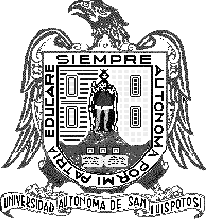 SIEMPRE
AUTONOMA
POR MI PATRIA
EDUCARE
UNIVERSIDAD AUTONOMA DE SAN LUIS POTOSI